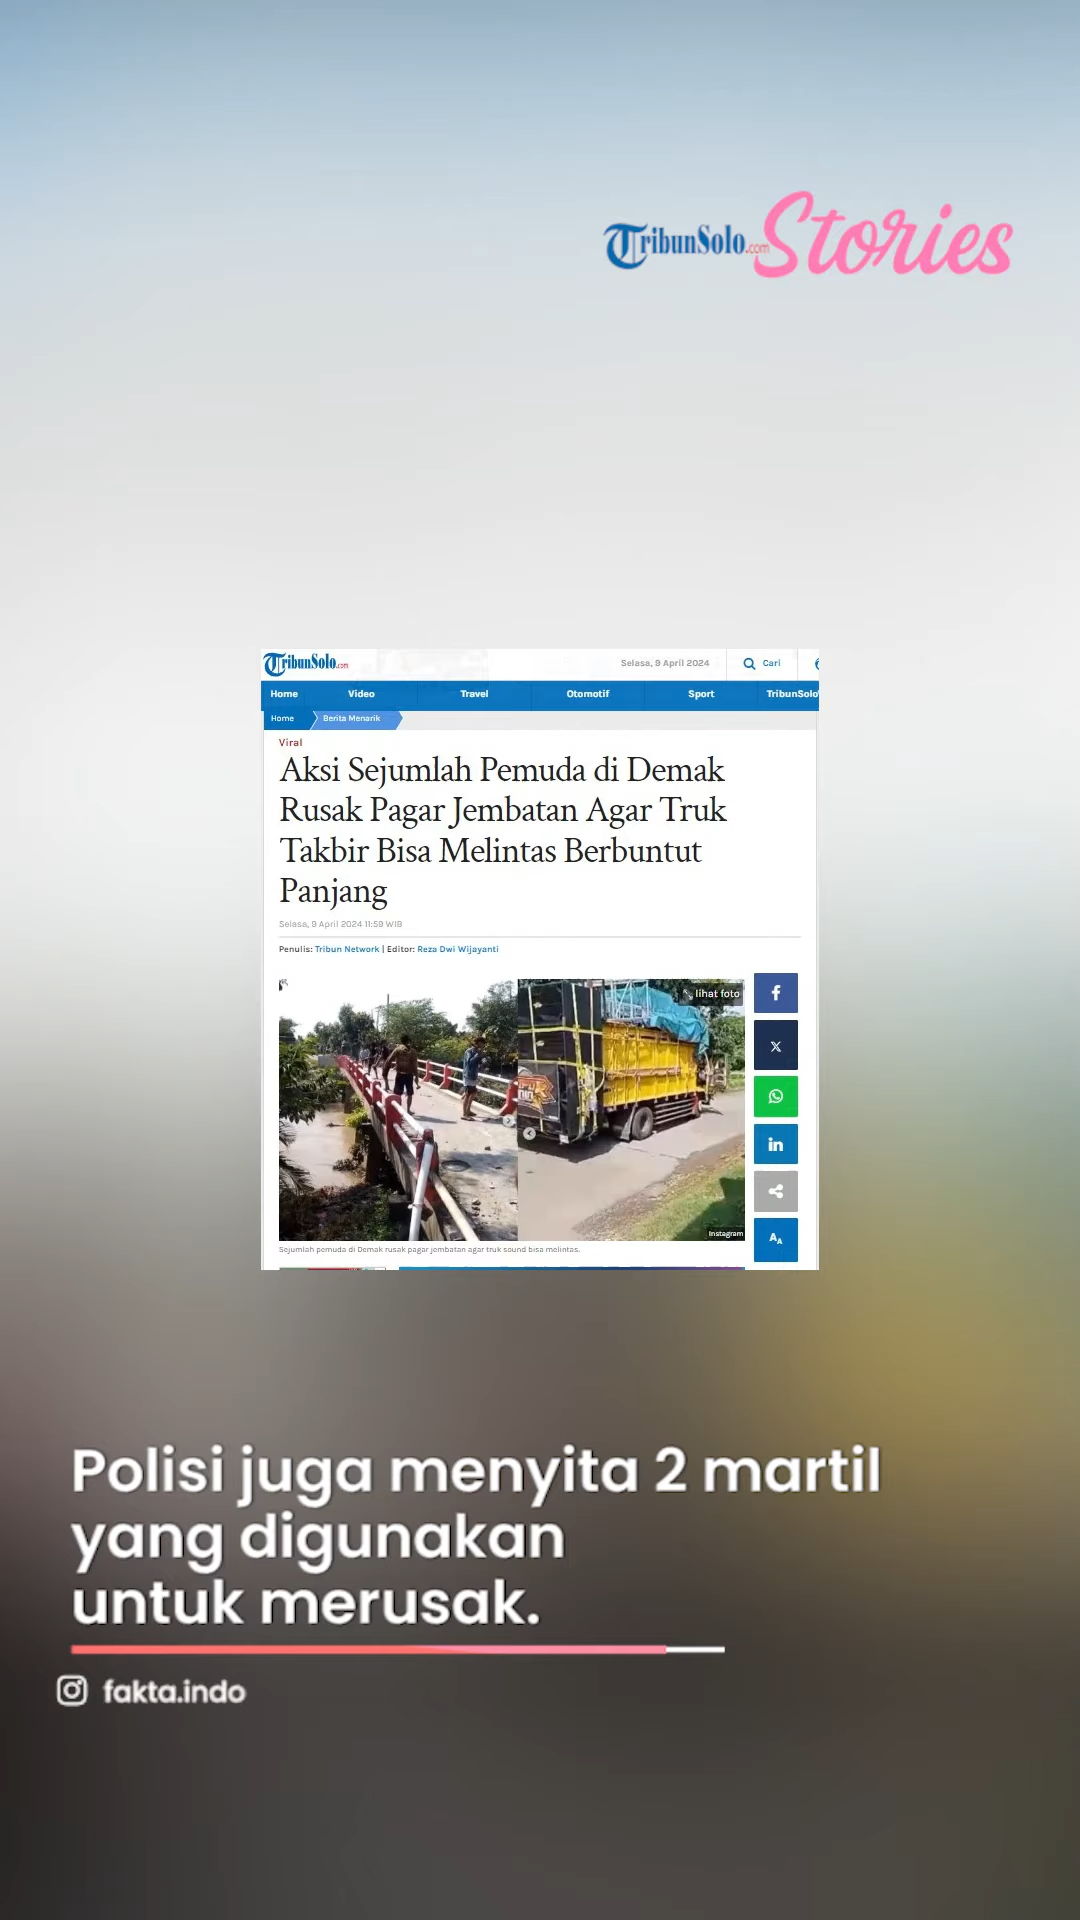 TribunSolo.com Stories
TribunSolo.com
Selasa, 9 April 2024
Cari
Home
Video
Travel
Otomotif
Sport
TribunSolo
Home
Berita Menarik
Viral
Aksi Sejumlah Pemuda di Demak
Rusak Pagar Jembatan Agar Truk
Takbir Bisa Melintas Berbuntut
Panjang
Selasa, 9 April 2024 11:59 WIB
Penulis: Tribun Network | Editor: Reza Dwi Wijayanti
lihat foto
Instagram
Sejumlah pemuda di Demak rusak pagar jembatan agar truk sound bisa melintas.
Polisi juga menyita 2 martil
yang digunakan
untuk merusak.
fakta.indo